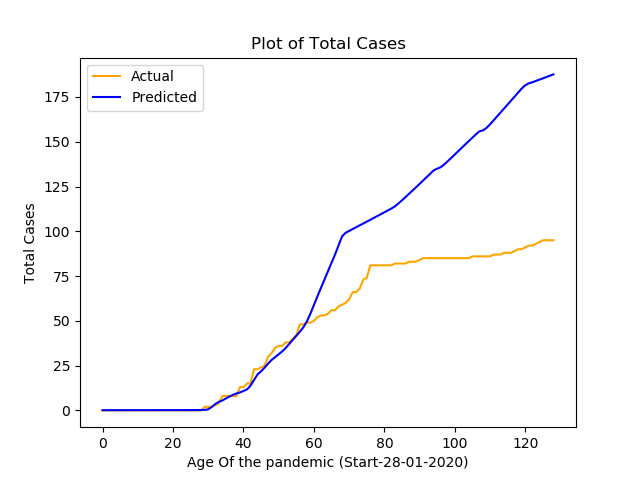 Plot of Total Cases
Actual
Predicted
175
150
125
100
75
50
25
0
Total Cases
0 20 40 60 80 100 120
Age Of the pandemic (Start-28-01-2020)